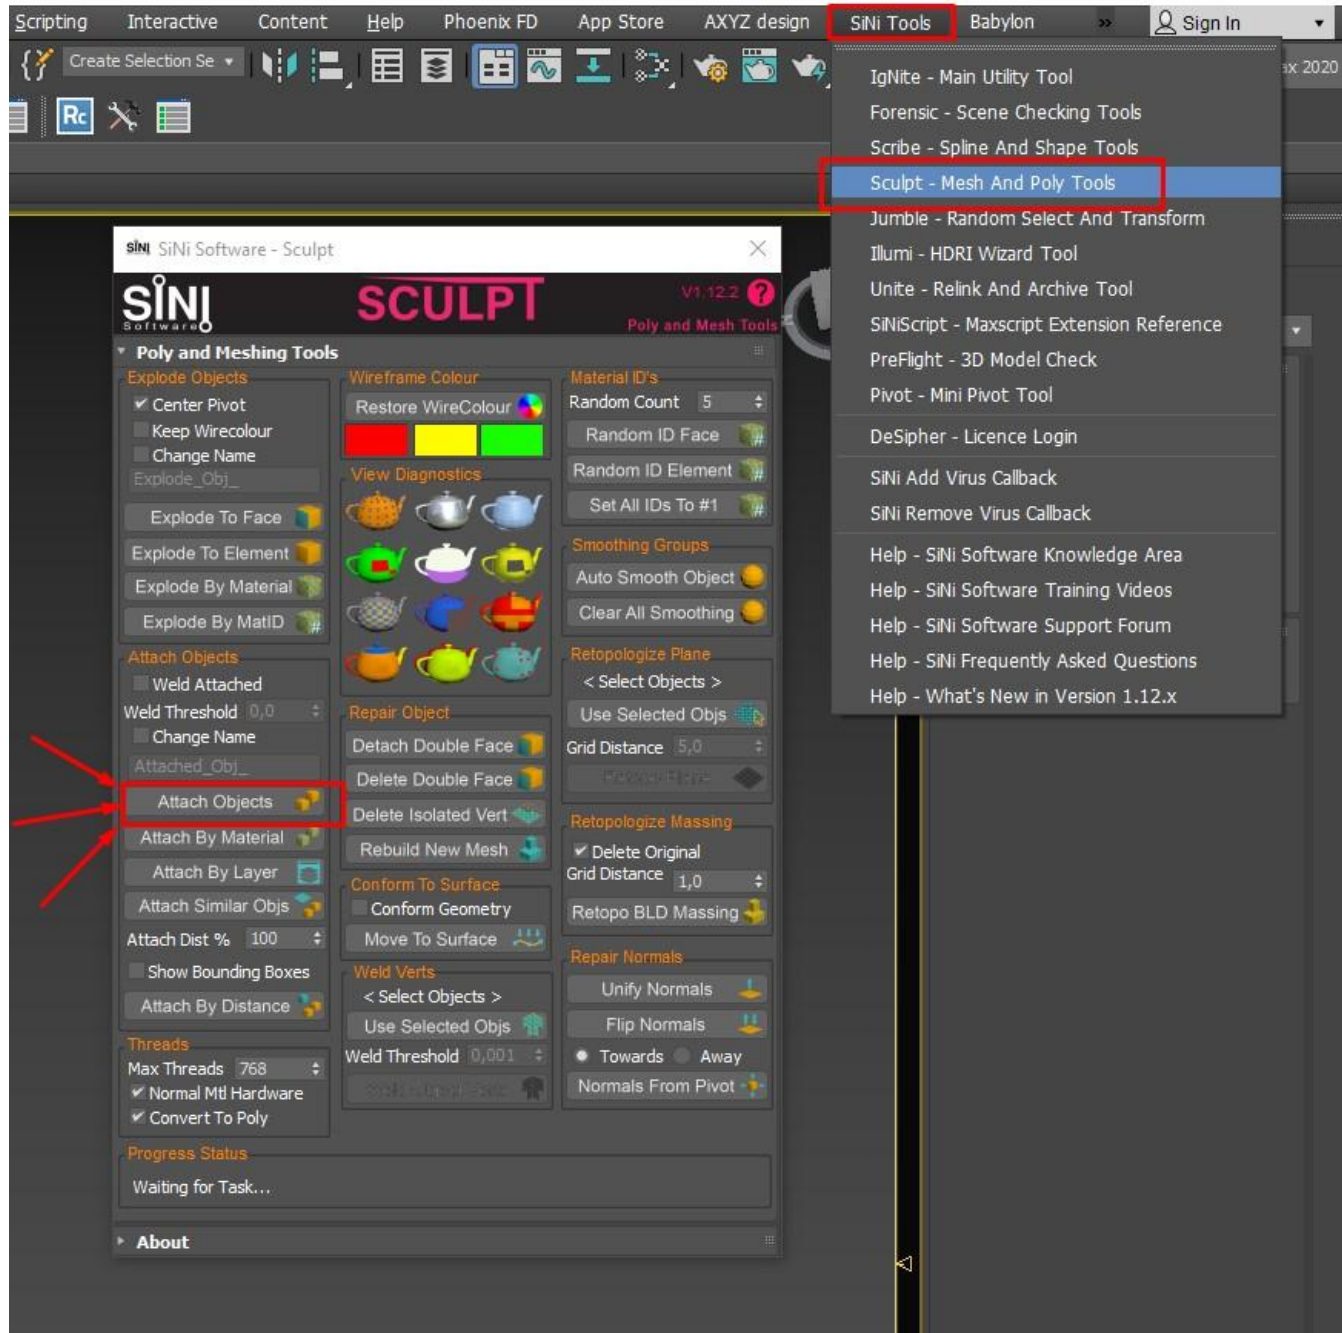 Scripting Interactive Content Help Phoenix FD App Store AXYZ design SiNi Tools Babylon » Sign In
Create Selection Se
ax 2020
Rc
IgNite - Main Utility Tool
Forensic - Scene Checking Tools
Scribe - Spline And Shape Tools
Sculpt - Mesh And Poly Tools
Jumble - Random Select And Transform
Illumi - HDRI Wizard Tool
Unite - Relink And Archive Tool
SiNiScript - Maxscript Extension Reference
PreFlight - 3D Model Check
Pivot - Mini Pivot Tool
DeSipher - Licence Login
SiNi Add Virus Callback
SiNi Remove Virus Callback
Help - SiNi Software Knowledge Area
Help - SiNi Software Training Videos
Help - SiNi Software Support Forum
Help - SiNi Frequently Asked Questions
Help - What's New in Version 1.12.x
SiNi SiNi Software - Sculpt
SiNi Software
SCULPT
V1.12.2 ?
Poly and Mesh Tools
Poly and Meshing Tools
Explode Objects
Center Pivot
Keep Wirecolour
Change Name
Explode_Obj_
Explode To Face
Explode To Element
Explode By Material
Explode By MatID
Attach Objects
Weld Attached
Weld Threshold 0,0
Change Name
Attached_Obj_
Attach Objects
Attach By Material
Attach By Layer
Attach Similar Objs
Attach Dist % 100
Show Bounding Boxes
Attach By Distance
Threads
Max Threads 768
Normal Mtl Hardware
Convert To Poly
Wireframe Colour
Restore WireColour
View Diagnostics
Repair Object
Detach Double Face
Delete Double Face
Delete Isolated Vert
Rebuild New Mesh
Conform To Surface
Conform Geometry
Move To Surface
Weld Verts
< Select Objects >
Use Selected Objs
Weld Threshold 0,001
Material ID's
Random Count 5
Random ID Face
Random ID Element
Set All IDs To #1
Smoothing Groups
Auto Smooth Object
Clear All Smoothing
Retopologize Plane
< Select Objects >
Use Selected Objs
Grid Distance 5,0
Retopologize Massing
Delete Original
Grid Distance 1,0
Retopo BLD Massing
Repair Normals
Unify Normals
Flip Normals
Towards Away
Normals From Pivot
Progress Status
Waiting for Task...
About